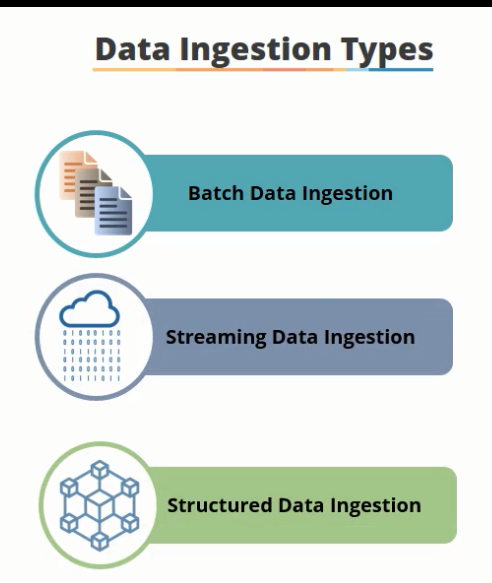 Data Ingestion Types
Batch Data Ingestion
Streaming Data Ingestion
Structured Data Ingestion